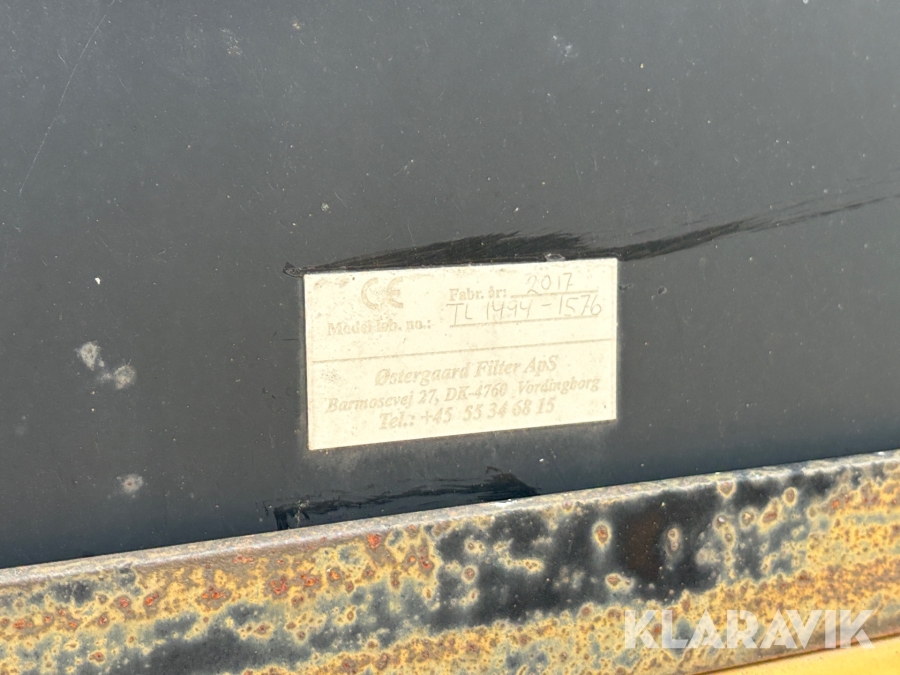 CE Fabr. år: 2017
Model/løb. no.: TL 1494-1576
Østergaard Filter ApS
Barmosevej 27, DK-4760 Vordingborg
Tel.: +45 55 34 68 15
KLARAVIK